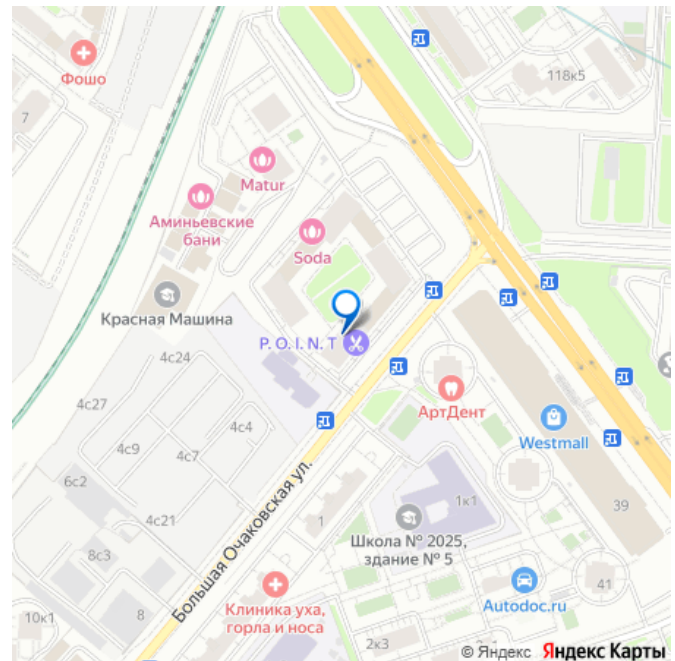 Фошо
7
118к5
Matur
Аминьевские
бани
Soda
Красная Машина
P. O. I. N. T
4с24
4с27
4с4
4с9
4с7
6с2
4с21
8с3
10к1
8
Большая Очаковская ул.
АртДент
Westmall
39
1к1
1
Школа № 2025,
здание № 5
41
Autodoc.ru
Клиника уха,
горла и носа
2к3
© Яндекс Яндекс Карты